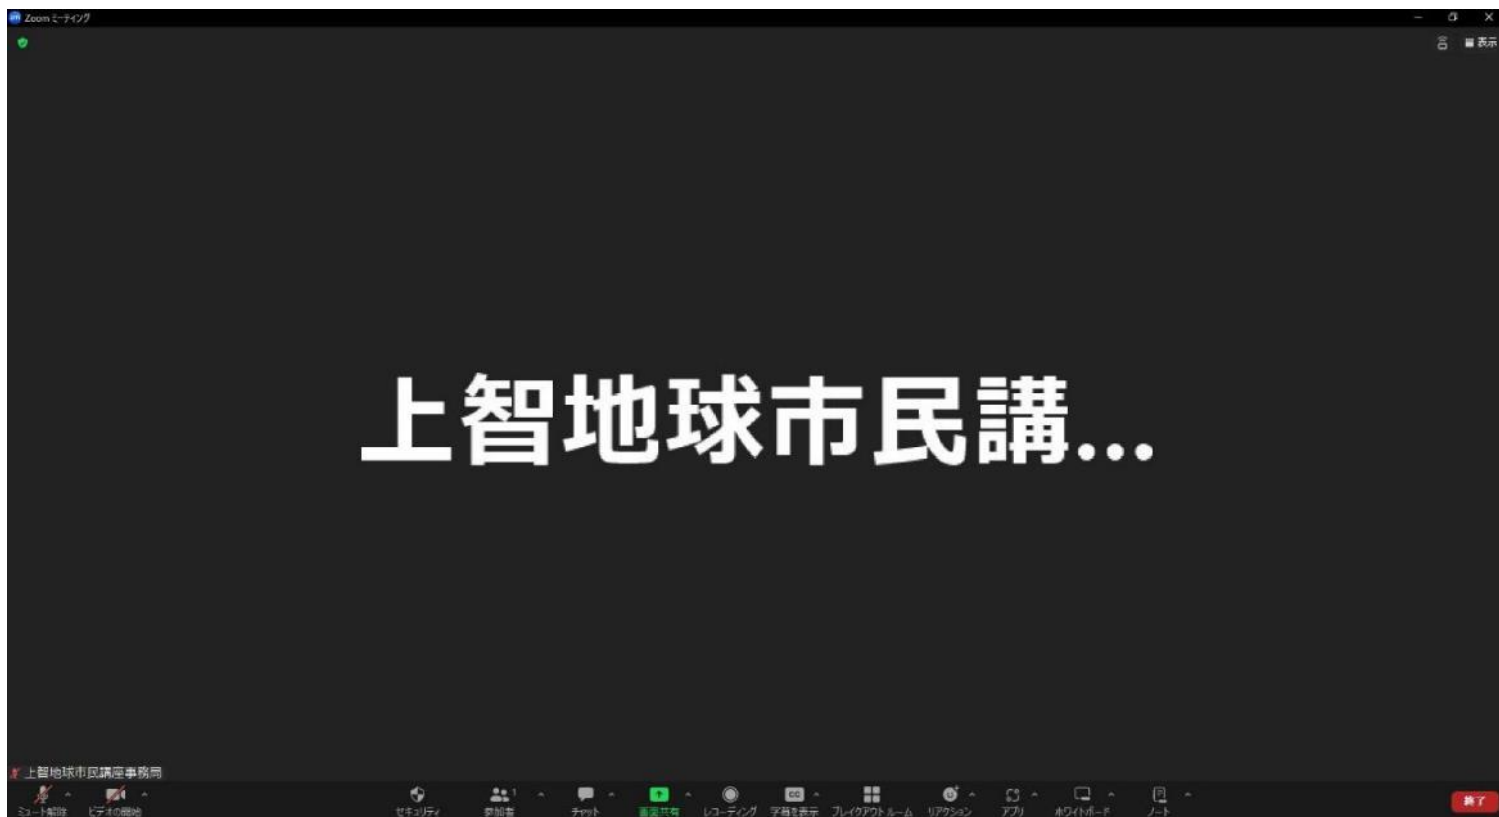 Zoom ミーティング
表示
上智地球市民講...
上智地球市民講座事務局
1
ミュート解除 ビデオの開始 セキュリティ 参加者 チャット 画面共有 レコーディング 字幕を表示 ブレイクアウト ルーム リアクション アプリ ホワイトボード ノート
CC
終了